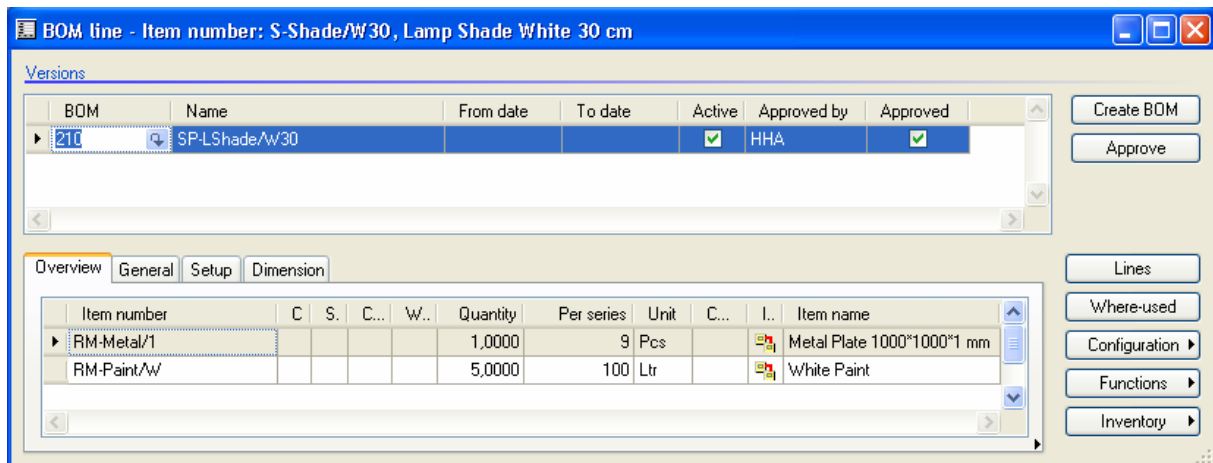 BOM line - Item number: S-Shade/W30, Lamp Shade White 30 cm
Versions
BOM Name From date To date Active Approved by Approved
210 SP-LShade/W30 HHA
Create BOM
Approve
Overview General Setup Dimension
Item number C S. C... W.. Quantity Per series Unit C... I.. Item name
RM-Metal/1 1,0000 9 Pcs Metal Plate 1000*1000*1 mm
RM-Paint/W 5,0000 100 Ltr White Paint
Lines
Where-used
Configuration
Functions
Inventory